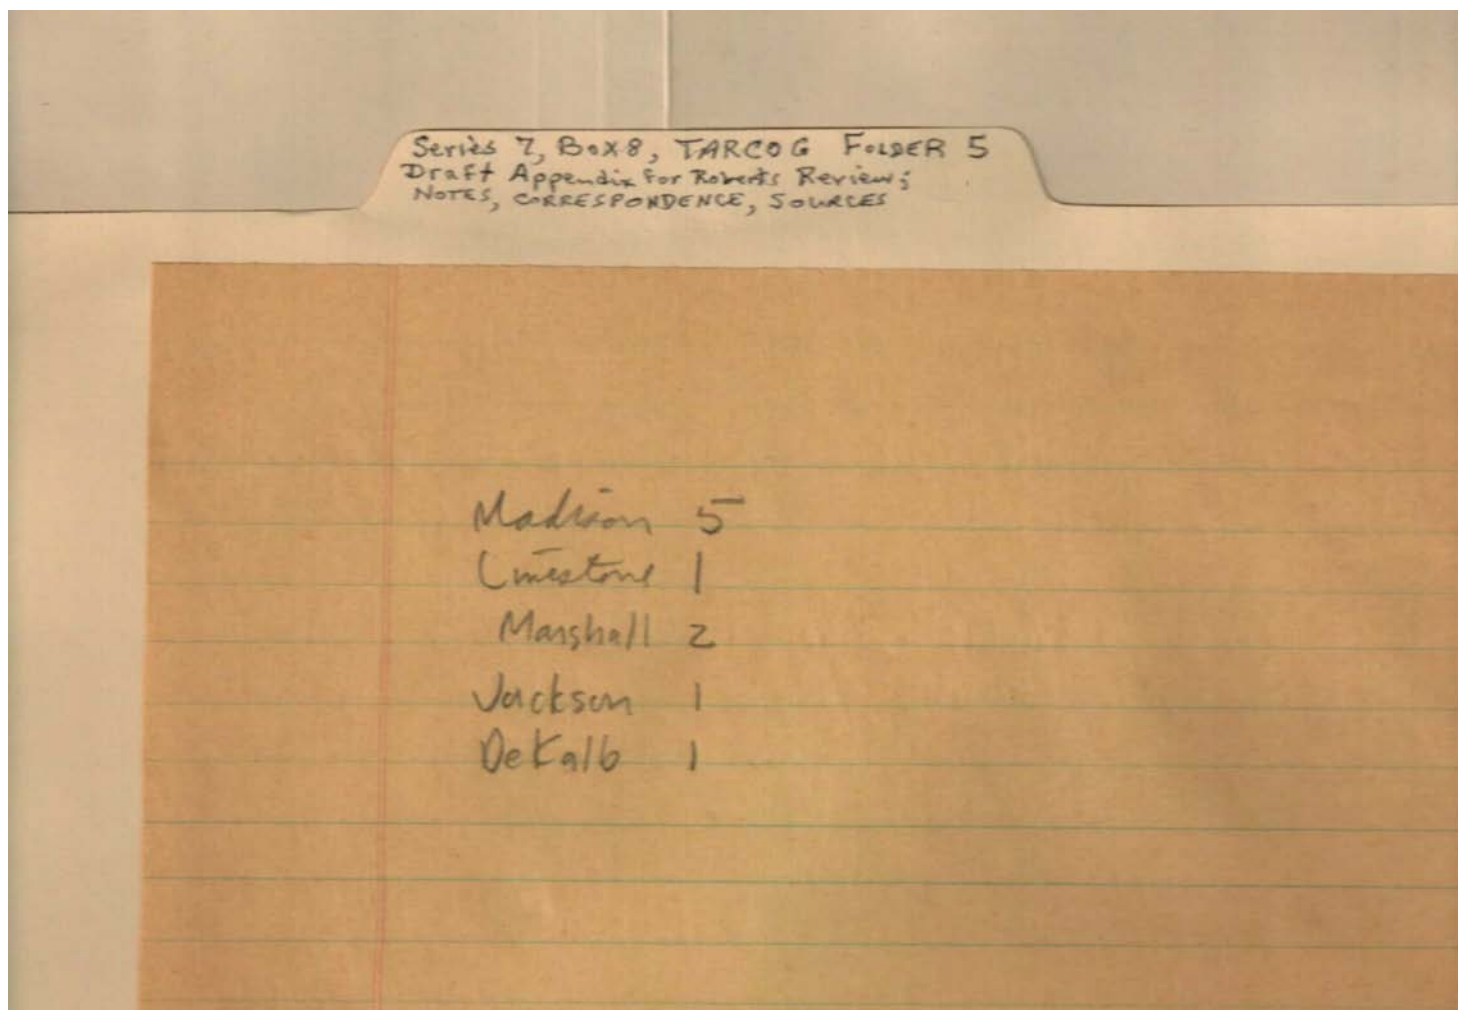 Series 7, Box 8, TARCOG FOLDER 5
Draft Appendix for Roberts Review;
NOTES, CORRESPONDENCE, SOURCES
Madison 5
Limestone 1
Marshall 2
Jackson 1
DeKalb 1